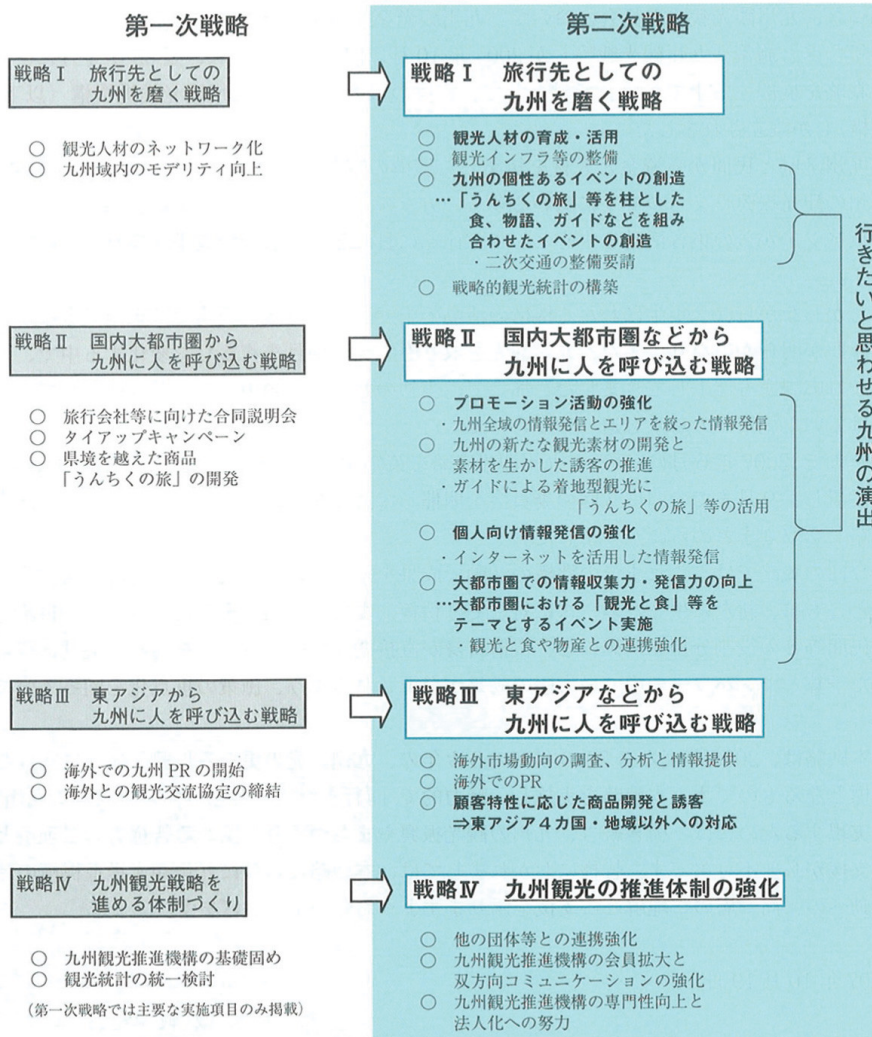 第一次戦略
戦略Ⅰ 旅行先としての
九州を磨く戦略
○ 観光人材のネットワーク化
○ 九州域内のモデリティ向上
戦略Ⅱ 国内大都市圏から
九州に人を呼び込む戦略
○ 旅行会社等に向けた合同説明会
○ タイアップキャンペーン
○ 県境を越えた商品
「うんちくの旅」の開発
戦略Ⅲ 東アジアから
九州に人を呼び込む戦略
○ 海外での九州 PR の開始
○ 海外との観光交流協定の締結
戦略Ⅳ 九州観光戦略を
進める体制づくり
○ 九州観光推進機構の基礎固め
○ 観光統計の統一検討
(第一次戦略では主要な実施項目のみ掲載)
第二次戦略
戦略Ⅰ 旅行先としての
九州を磨く戦略
○ 観光人材の育成・活用
○ 観光インフラ等の整備
○ 九州の個性あるイベントの創造
…「うんちくの旅」等を柱とした
食、物語、ガイドなどを組み
合わせたイベントの創造
・二次交通の整備要請
○ 戦略的観光統計の構築
戦略Ⅱ 国内大都市圏などから
九州に人を呼び込む戦略
○ プロモーション活動の強化
・九州全域の情報発信とエリアを絞った情報発信
○ 九州の新たな観光素材の開発と
素材を生かした誘客の推進
・ガイドによる着地型観光に
「うんちくの旅」等の活用
○ 個人向け情報発信の強化
・インターネットを活用した情報発信
○ 大都市圏での情報収集力・発信力の向上
…大都市圏における「観光と食」等を
テーマとするイベント実施
・観光と食や物産との連携強化
戦略Ⅲ 東アジアなどから
九州に人を呼び込む戦略
○ 海外市場動向の調査、分析と情報提供
○ 海外でのPR
○ 顧客特性に応じた商品開発と誘客
⇒東アジア４カ国・地域以外への対応
戦略Ⅳ 九州観光の推進体制の強化
○ 他の団体等との連携強化
○ 九州観光推進機構の会員拡大と
双方向コミュニケーションの強化
○ 九州観光推進機構の専門性向上と
法人化への努力
行きたいと思わせる九州の演出